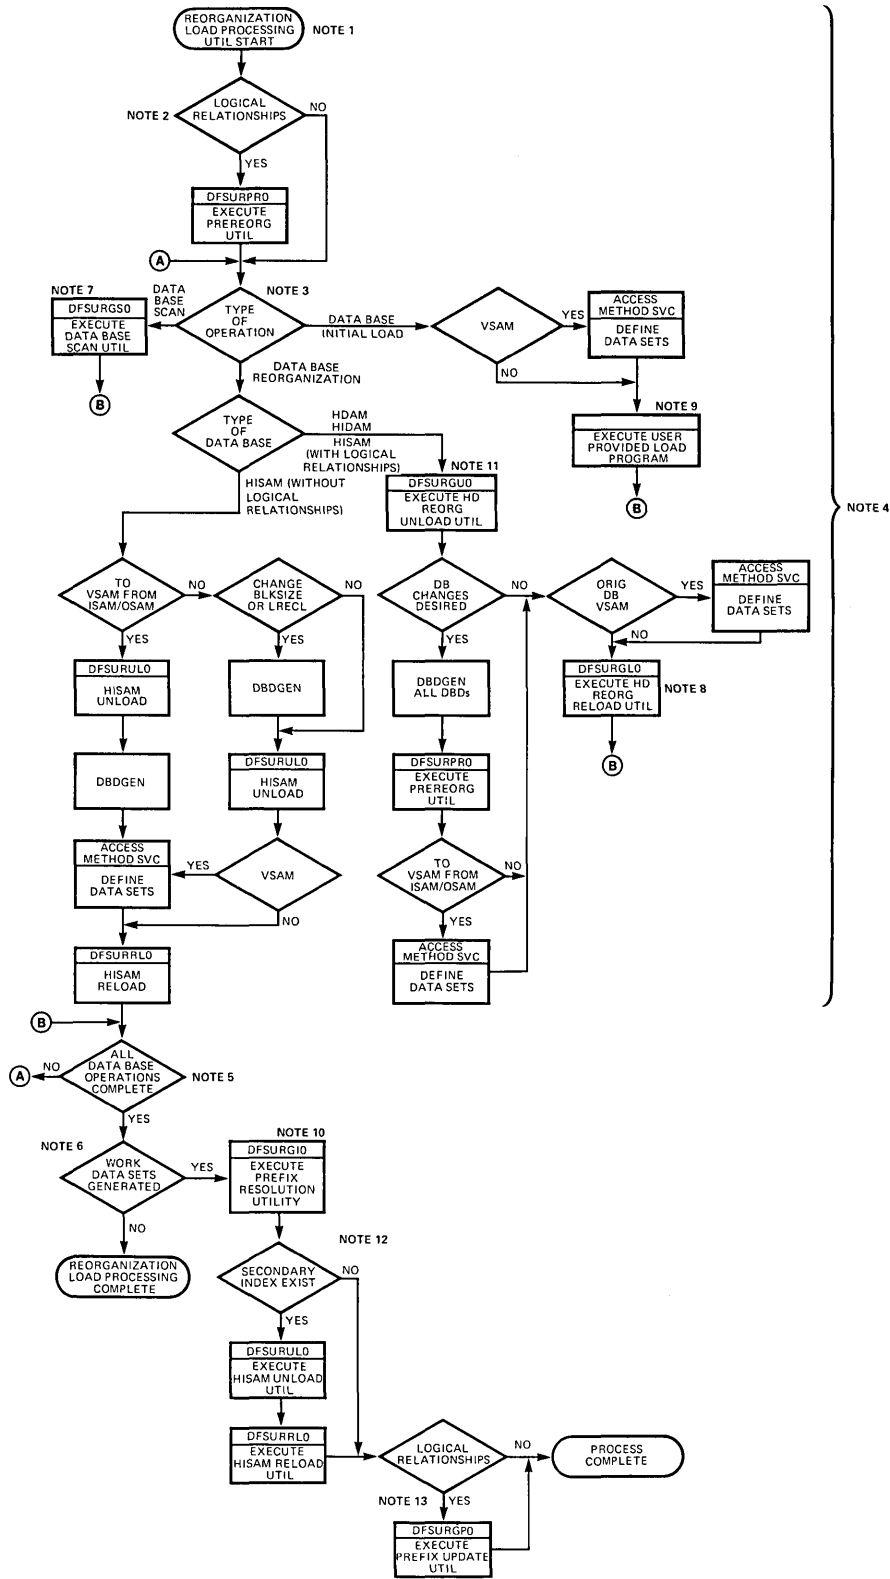 REORGANIZATION
LOAD PROCESSING
UTIL START
NOTE 1
LOGICAL
RELATIONSHIPS
NO
NOTE 2
YES
DFSURPR0
EXECUTE
PREREORG
UTIL
A
NOTE 7
DATA
BASE
SCAN
NOTE 3
DFSURGS0
EXECUTE
DATA BASE
SCAN UTIL
TYPE
OF
OPERATION
DATA BASE
INITIAL LOAD
VSAM
YES
ACCESS
METHOD SVC
DEFINE
DATA SETS
NO
B
DATA BASE
REORGANIZATION
NOTE 9
EXECUTE USER
PROVIDED LOAD
PROGRAM
B
TYPE
OF
DATA BASE
HDAM
HIDAM
HISAM
(WITH LOGICAL
RELATIONSHIPS)
NOTE 11
HISAM (WITHOUT
LOGICAL
RELATIONSHIPS)
DFSURGU0
EXECUTE HD
REORG
UNLOAD UTIL
NOTE 4
TO
VSAM FROM
ISAM/OSAM
NO
CHANGE
BLKSIZE
OR LRECL
NO
DB
CHANGES
DESIRED
NO
ORIG
DB
VSAM
YES
ACCESS
METHOD SVC
DEFINE
DATA SETS
YES
YES
YES
NO
DFSURUL0
HISAM
UNLOAD
DBDGEN
DBDGEN
ALL DBDs
DFSURGL0
EXECUTE HD
REORG
RELOAD UTIL
NOTE 8
B
DBDGEN
DFSURUL0
HISAM
UNLOAD
DFSURPR0
EXECUTE
PREREORG
UTIL
ACCESS
METHOD SVC
DEFINE
DATA SETS
YES
VSAM
NO
TO
VSAM FROM
ISAM/OSAM
NO
YES
DFSURRL0
HISAM
RELOAD
ACCESS
METHOD SVC
DEFINE
DATA SETS
B
ALL
DATA BASE
OPERATIONS
COMPLETE
NO
A
NOTE 5
YES
NOTE 6
WORK
DATA SETS
GENERATED
YES
NOTE 10
DFSURGI0
EXECUTE
PREFIX
RESOLUTION
UTILITY
NO
REORGANIZATION
LOAD PROCESSING
COMPLETE
NOTE 12
SECONDARY
INDEX EXIST
NO
YES
DFSURUL0
EXECUTE
HISAM UNLOAD
UTIL
DFSURRL0
EXECUTE
HISAM RELOAD
UTIL
LOGICAL
RELATIONSHIPS
NO
PROCESS
COMPLETE
NOTE 13
YES
DFSURGP0
EXECUTE
PREFIX UPDATE
UTIL